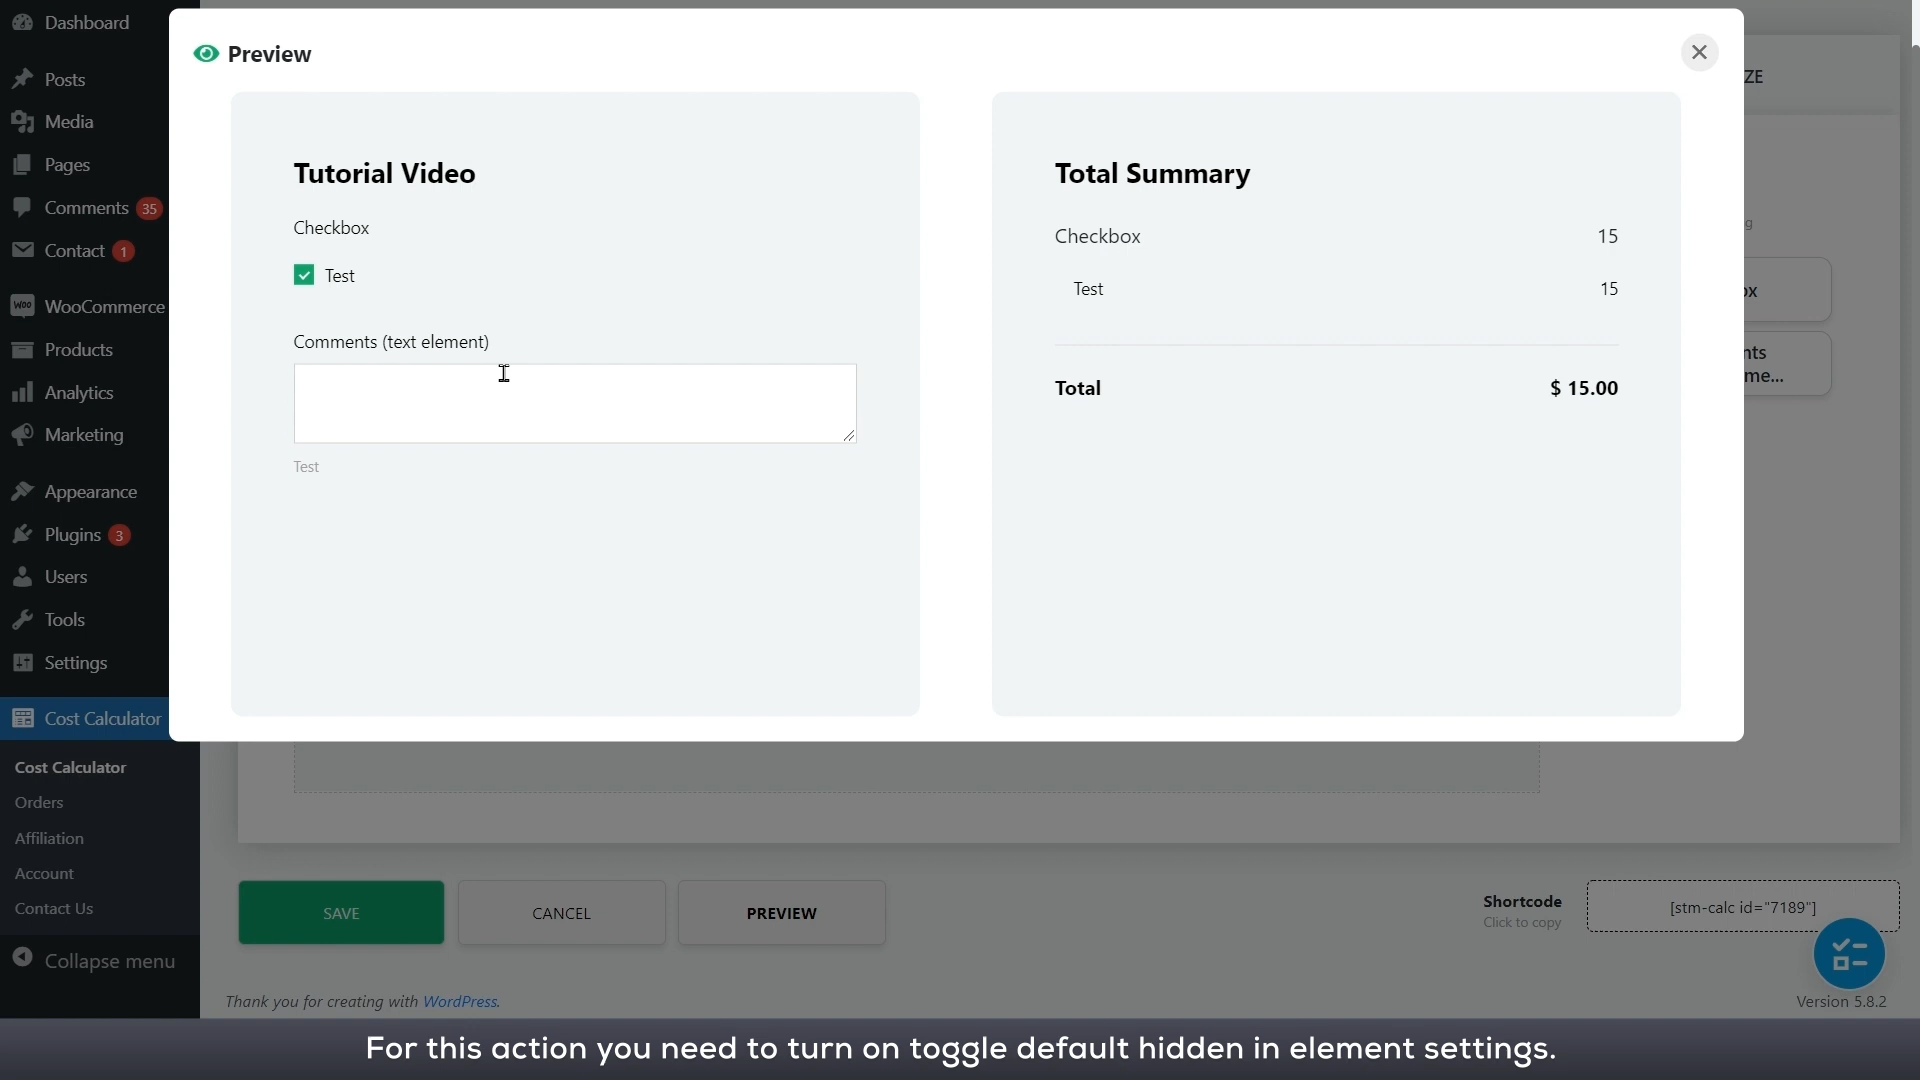 Dashboard
Posts
Media
Pages
Comments 35
Contact 1
WooCommerce
Products
Analytics
Marketing
Appearance
Plugins 3
Users
Tools
Settings
Cost Calculator
Cost Calculator
Orders
Affiliation
Account
Contact Us
Collapse menu
Preview
Tutorial Video
Checkbox
Test
Comments (text element)
Test
Total Summary
Checkbox 15
Test 15
Total $ 15.00
ZE
g
ox
nts
me...
SAVE
CANCEL
PREVIEW
Shortcode
Click to copy
[stm-calc id="7189"]
Thank you for creating with WordPress.
Version 5.8.2
For this action you need to turn on toggle default hidden in element settings.